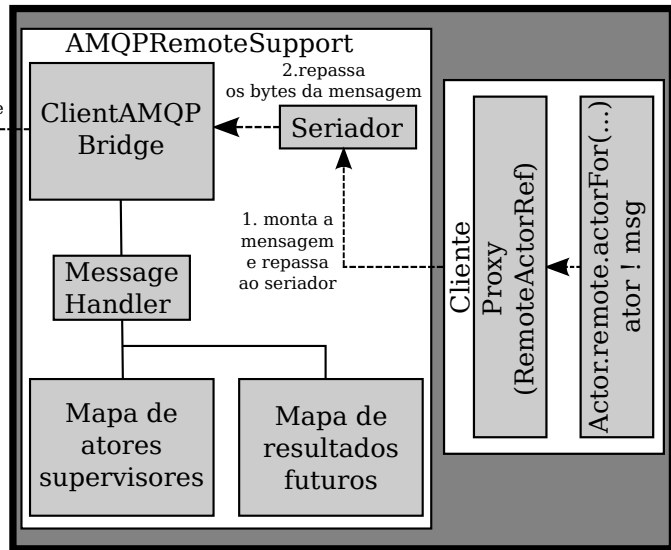 AMQPRemoteSupport
e
ClientAMQP
Bridge
2.repassa
os bytes da mensagem
Seriador
1. monta a
mensagem
e repassa
ao seriador
Message
Handler
Mapa de
atores
supervisores
Mapa de
resultados
futuros
Cliente
Proxy
(RemoteActorRef)
Actor.remote.actorFor(...)
ator ! msg